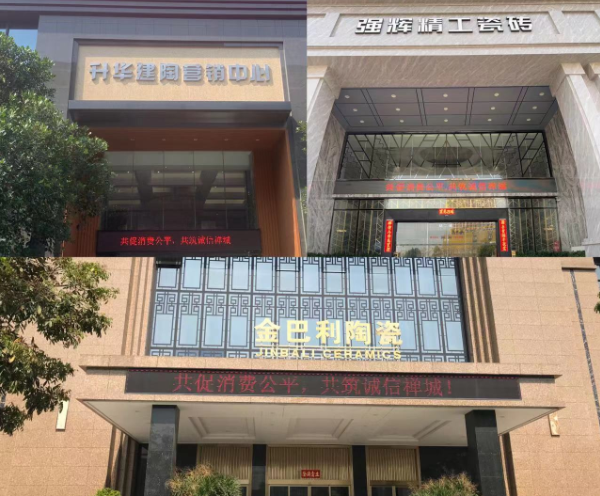 升华建陶营销中心
共促消费公平，共筑诚信禅城
强辉精工瓷砖
金巴利陶瓷
JINBALI CERAMICS
共促消费公平，共筑诚信禅城！